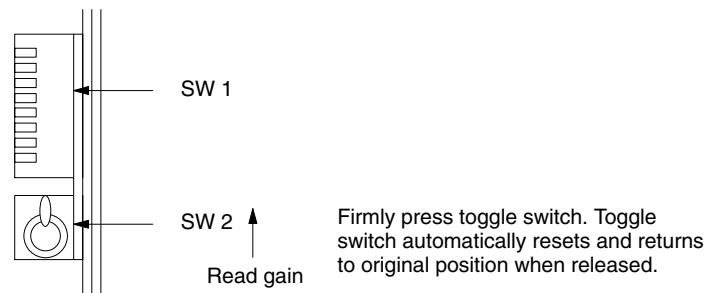 SW 1
SW 2
Read gain
Firmly press toggle switch. Toggle
switch automatically resets and returns
to original position when released.